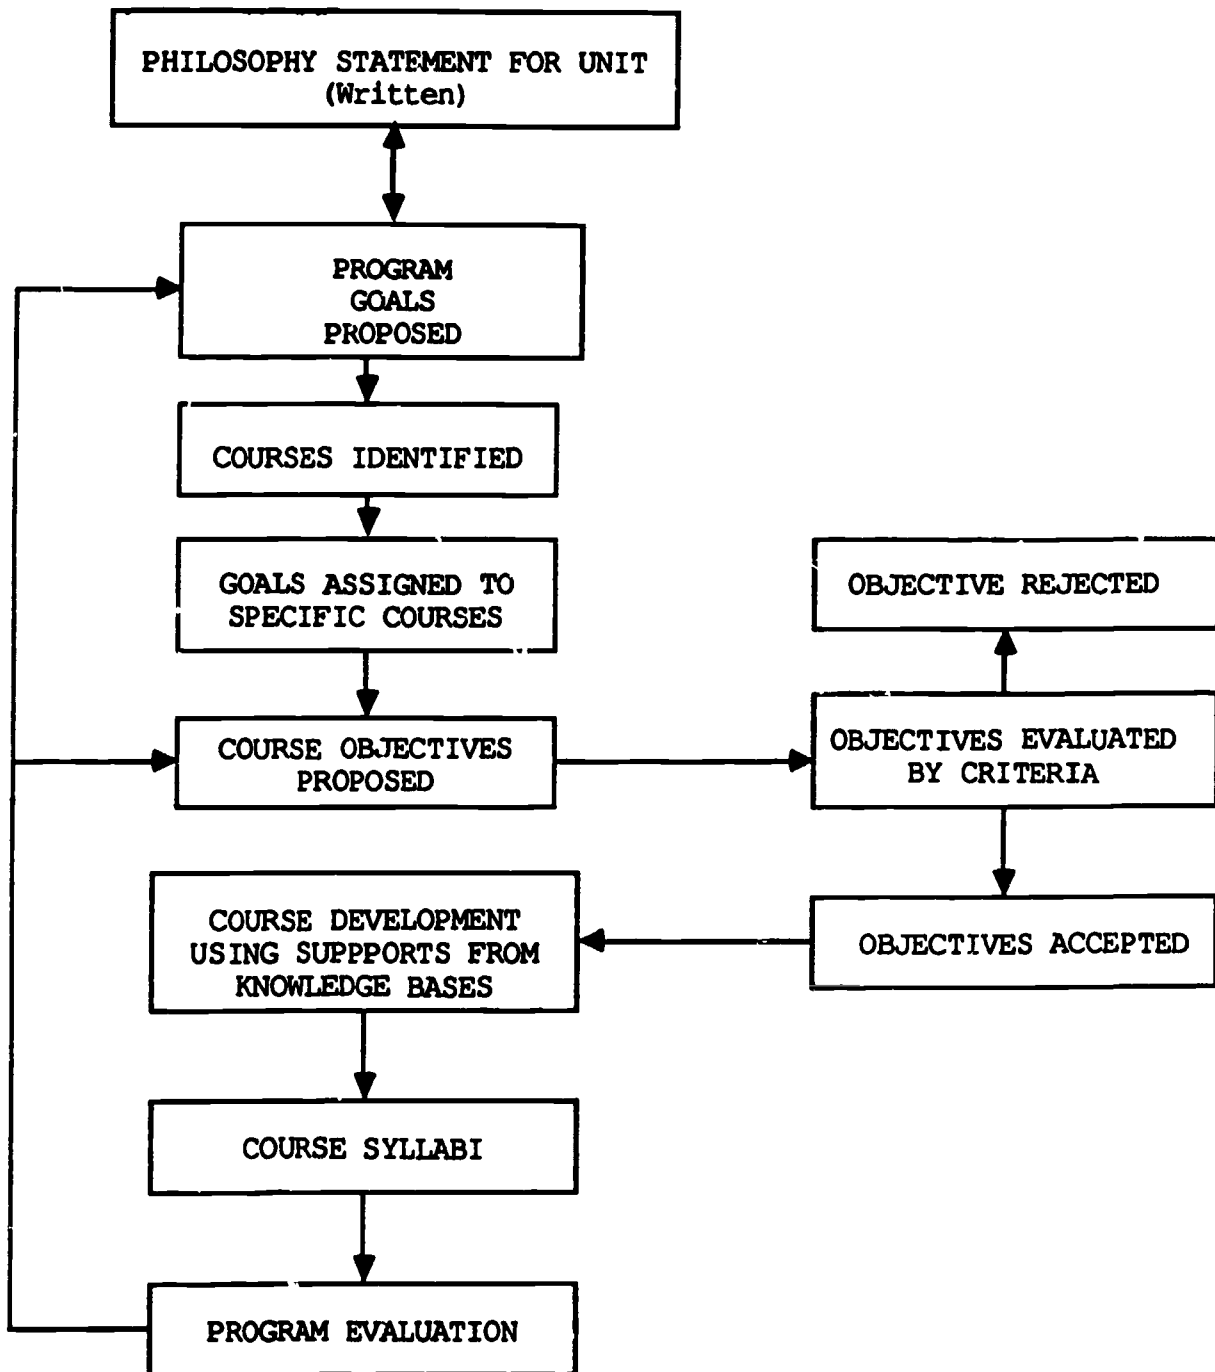 PHILOSOPHY STATEMENT FOR UNIT
(Written)
PROGRAM
GOALS
PROPOSED
COURSES IDENTIFIED
GOALS ASSIGNED TO
SPECIFIC COURSES
OBJECTIVE REJECTED
COURSE OBJECTIVES
PROPOSED
OBJECTIVES EVALUATED
BY CRITERIA
COURSE DEVELOPMENT
USING SUPPPORTS FROM
KNOWLEDGE BASES
OBJECTIVES ACCEPTED
COURSE SYLLABI
PROGRAM EVALUATION